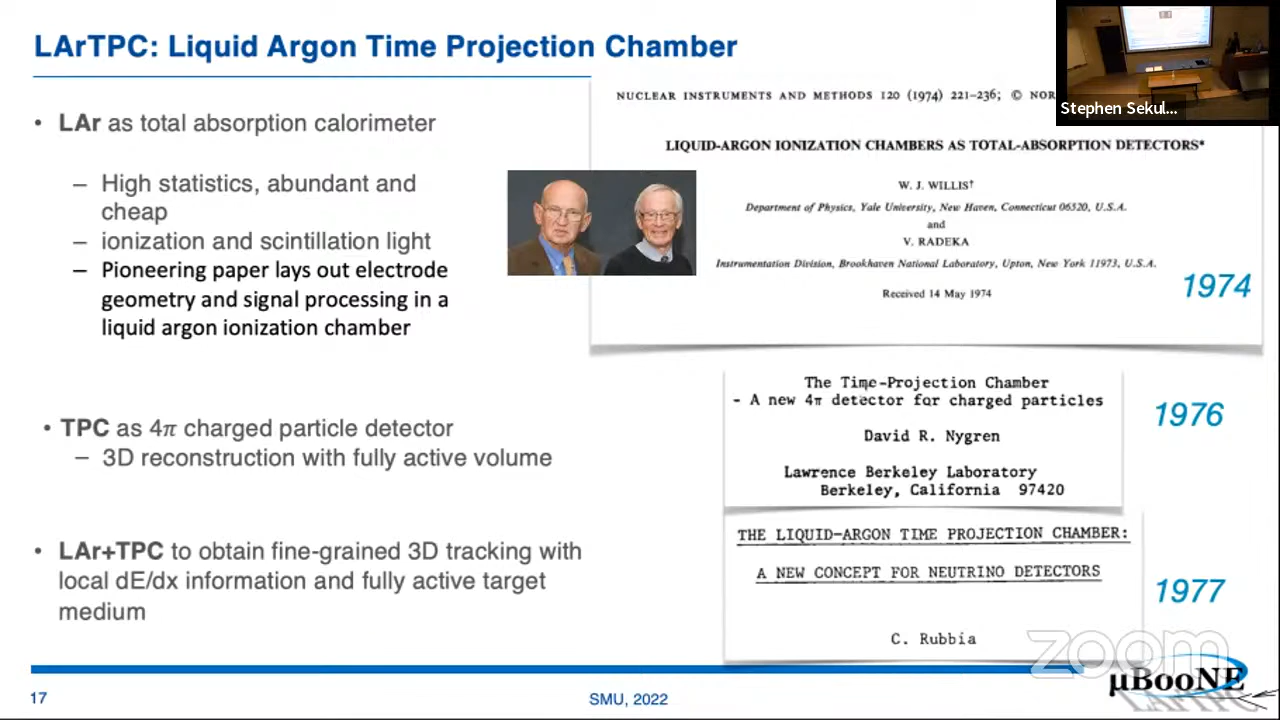 LArTPC: Liquid Argon Time Projection Chamber
• LAr as total absorption calorimeter
– High statistics, abundant and
cheap
– ionization and scintillation light
– Pioneering paper lays out electrode
geometry and signal processing in a
liquid argon ionization chamber
• TPC as 4π charged particle detector
– 3D reconstruction with fully active volume
• LAr+TPC to obtain fine-grained 3D tracking with
local dE/dx information and fully active target
medium
NUCLEAR INSTRUMENTS AND METHODS 120 (1974) 221-236; © NOR
LIQUID-ARGON IONIZATION CHAMBERS AS TOTAL-ABSORPTION DETECTORS*
W. J. WILLIS†
Department of Physics, Yale University, New Haven, Connecticut 06520, U.S.A.
and
V. RADEKA
Instrumentation Division, Brookhaven National Laboratory, Upton, New York 11973, U.S.A.
Received 14 May 1974
1974
The Time-Projection Chamber
- A new 4π detector for charged particles
David R. Nygren
Lawrence Berkeley Laboratory
Berkeley, California 97420
1976
THE LIQUID-ARGON TIME PROJECTION CHAMBER:
A NEW CONCEPT FOR NEUTRINO DETECTORS
C. Rubbia
1977
Stephen Sekul...
zoom
µBooNE
LArTPC
17
SMU, 2022